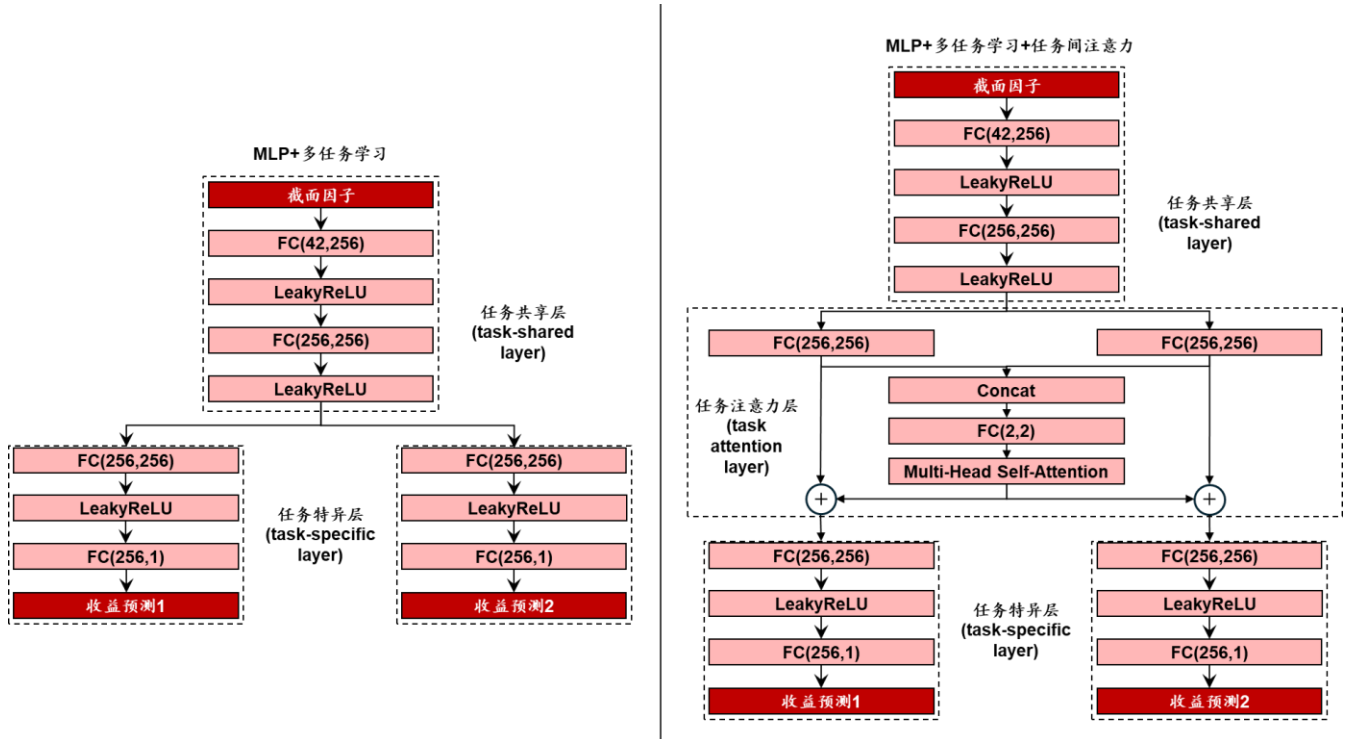 MLP+多任务学习
截面因子
FC(42,256)
LeakyReLU
FC(256,256)
LeakyReLU
任务共享层
(task-shared
layer)
FC(256,256)
LeakyReLU
FC(256,1)
收益预测1
任务特异层
(task-specific
layer)
FC(256,256)
LeakyReLU
FC(256,1)
收益预测2
MLP+多任务学习+任务间注意力
截面因子
FC(42,256)
LeakyReLU
FC(256,256)
LeakyReLU
任务共享层
(task-shared
layer)
FC(256,256)
FC(256,256)
Concat
FC(2,2)
Multi-Head Self-Attention
任务注意力层
(task
attention
layer)
+
+
FC(256,256)
LeakyReLU
FC(256,1)
收益预测1
任务特异层
(task-specific
layer)
FC(256,256)
LeakyReLU
FC(256,1)
收益预测2